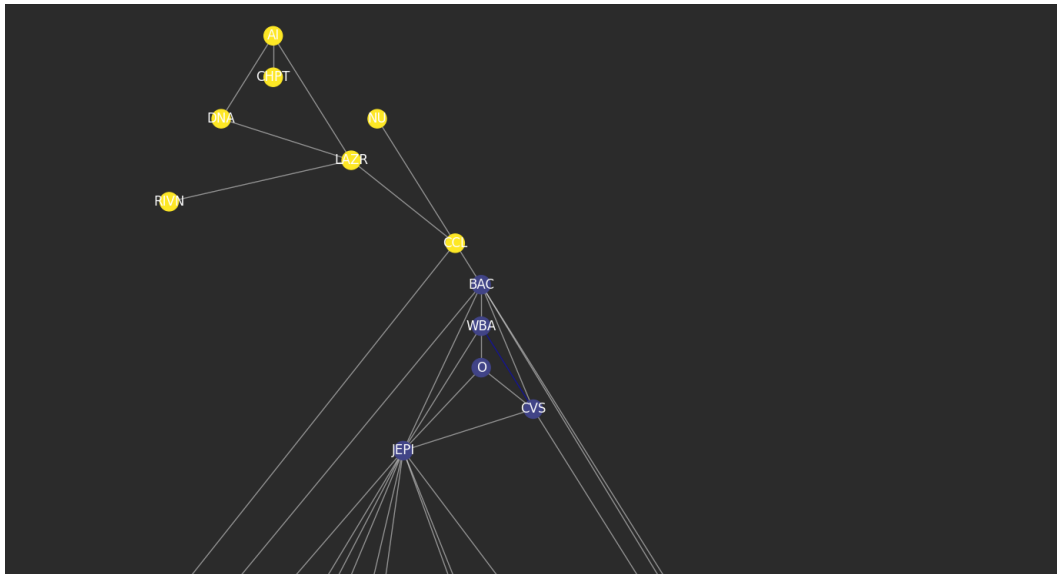 AI
CHPT
DNA
NU
LAZR
RIVN
CCL
BAC
WBA
O
CVS
JEPI